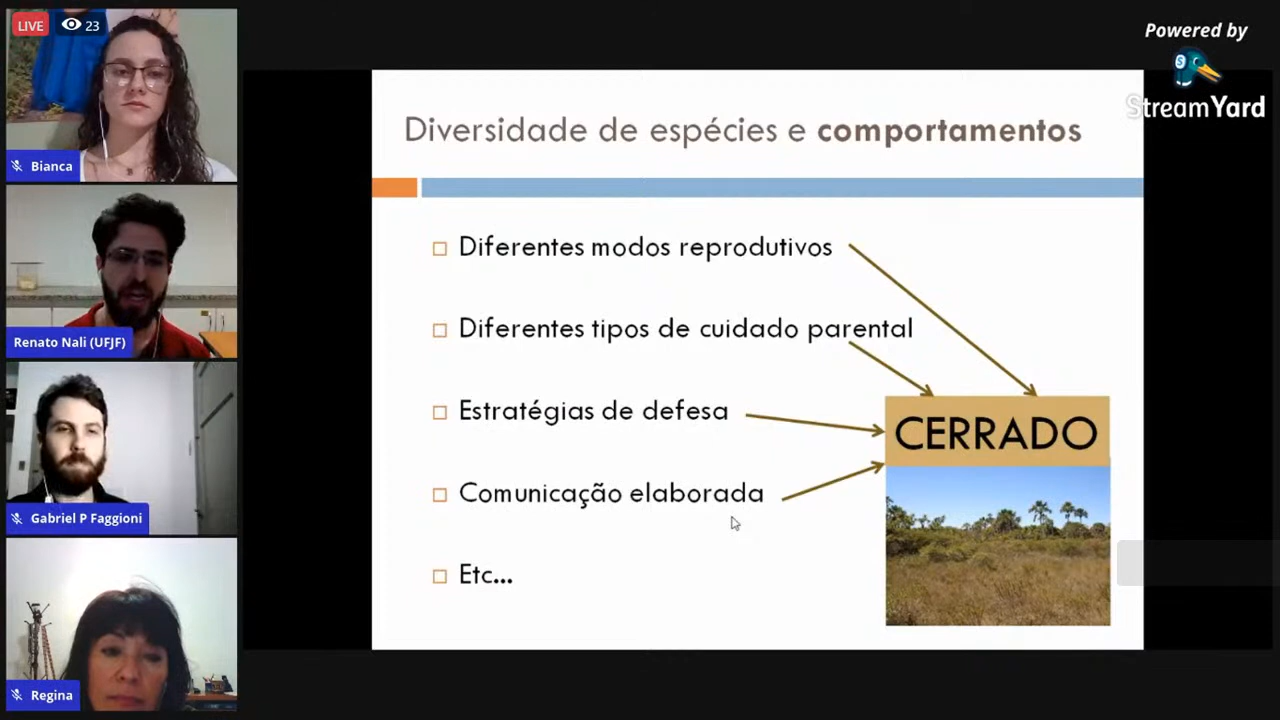 LIVE 23
Bianca
Renato Nali (UFJF)
Gabriel P Faggioni
Regina
Diversidade de espécies e comportamentos
Diferentes modos reprodutivos
Diferentes tipos de cuidado parental
Estratégias de defesa
Comunicação elaborada
Etc...
CERRADO
Powered by
StreamYard